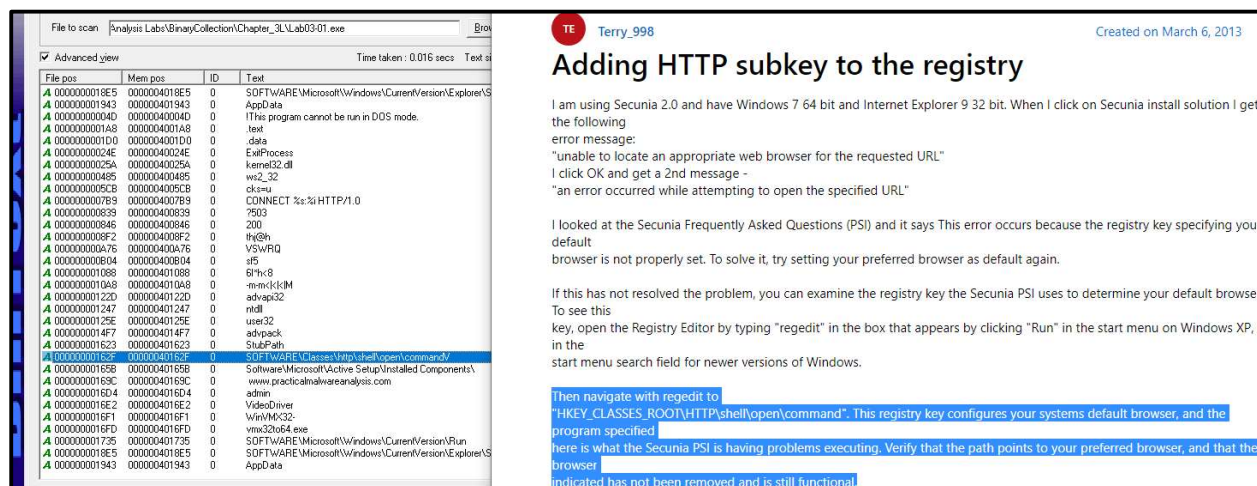 File to scan
Analysis Labs\BinaryCollection\Chapter_3L\Lab03-01.exe
Advanced view
Time taken : 0.016 secs
File pos Mem pos ID Text
A 0000000018E5 0000004018E5 0 SOFTWARE\Microsoft\Windows\CurrentVersion\Explorer\S
A 000000001943 000000401943 0 AppData
A 00000000004D 00000040004D 0 !This program cannot be run in DOS mode.
A 0000000001A8 0000004001A8 0 .text
A 0000000001D0 0000004001D0 0 .data
A 00000000024E 00000040024E 0 ExitProcess
A 00000000025A 00000040025A 0 kernel32.dll
A 000000000485 000000400485 0 ws2_32
A 0000000005CB 0000004005CB 0 cks=u
A 0000000007B9 0000004007B9 0 CONNECT %s:%i HTTP/1.0
A 000000000839 000000400839 0 ?503
A 000000000846 000000400846 0 200
A 0000000008F2 0000004008F2 0 thj@h
A 000000000A76 000000400A76 0 VSWRQ
A 000000000B04 000000400B04 0 sf5
A 000000001088 000000401088 0 6I*h<8
A 0000000010A8 0000004010A8 0 -m-m<|<|<|M
A 00000000122D 00000040122D 0 advapi32
A 000000001247 000000401247 0 ntdll
A 00000000125E 00000040125E 0 user32
A 0000000014F7 0000004014F7 0 advpack
A 000000001623 000000401623 0 StubPath
A 00000000162F 00000040162F 0 SOFTWARE\Classes\http\shell\open\commandV
A 00000000165B 00000040165B 0 Software\Microsoft\Active Setup\Installed Components\
A 00000000169C 00000040169C 0 www.practicalmalwareanalysis.com
A 0000000016D4 0000004016D4 0 admin
A 0000000016E2 0000004016E2 0 VideoDriver
A 0000000016F1 0000004016F1 0 WinVMX32-
A 0000000016FD 0000004016FD 0 vmx32to64.exe
A 000000001735 000000401735 0 SOFTWARE\Microsoft\Windows\CurrentVersion\Run
A 0000000018E5 0000004018E5 0 SOFTWARE\Microsoft\Windows\CurrentVersion\Explorer\S
A 000000001943 000000401943 0 AppData
TE Terry_998
Created on March 6, 2013
Adding HTTP subkey to the registry
I am using Secunia 2.0 and have Windows 7 64 bit and Internet Explorer 9 32 bit. When I click on Secunia install solution I get
the following
error message:
"unable to locate an appropriate web browser for the requested URL"
I click OK and get a 2nd message -
"an error occurred while attempting to open the specified URL"
I looked at the Secunia Frequently Asked Questions (PSI) and it says This error occurs because the registry key specifying you
default
browser is not properly set. To solve it, try setting your preferred browser as default again.
If this has not resolved the problem, you can examine the registry key the Secunia PSI uses to determine your default browse
To see this
key, open the Registry Editor by typing "regedit" in the box that appears by clicking "Run" in the start menu on Windows XP,
in the
start menu search field for newer versions of Windows.
Then navigate with regedit to
"HKEY_CLASSES_ROOT\HTTP\shell\open\command". This registry key configures your systems default browser, and the
program specified
here is what the Secunia PSI is having problems executing. Verify that the path points to your preferred browser, and that the
browser
indicated has not been removed and is still functional